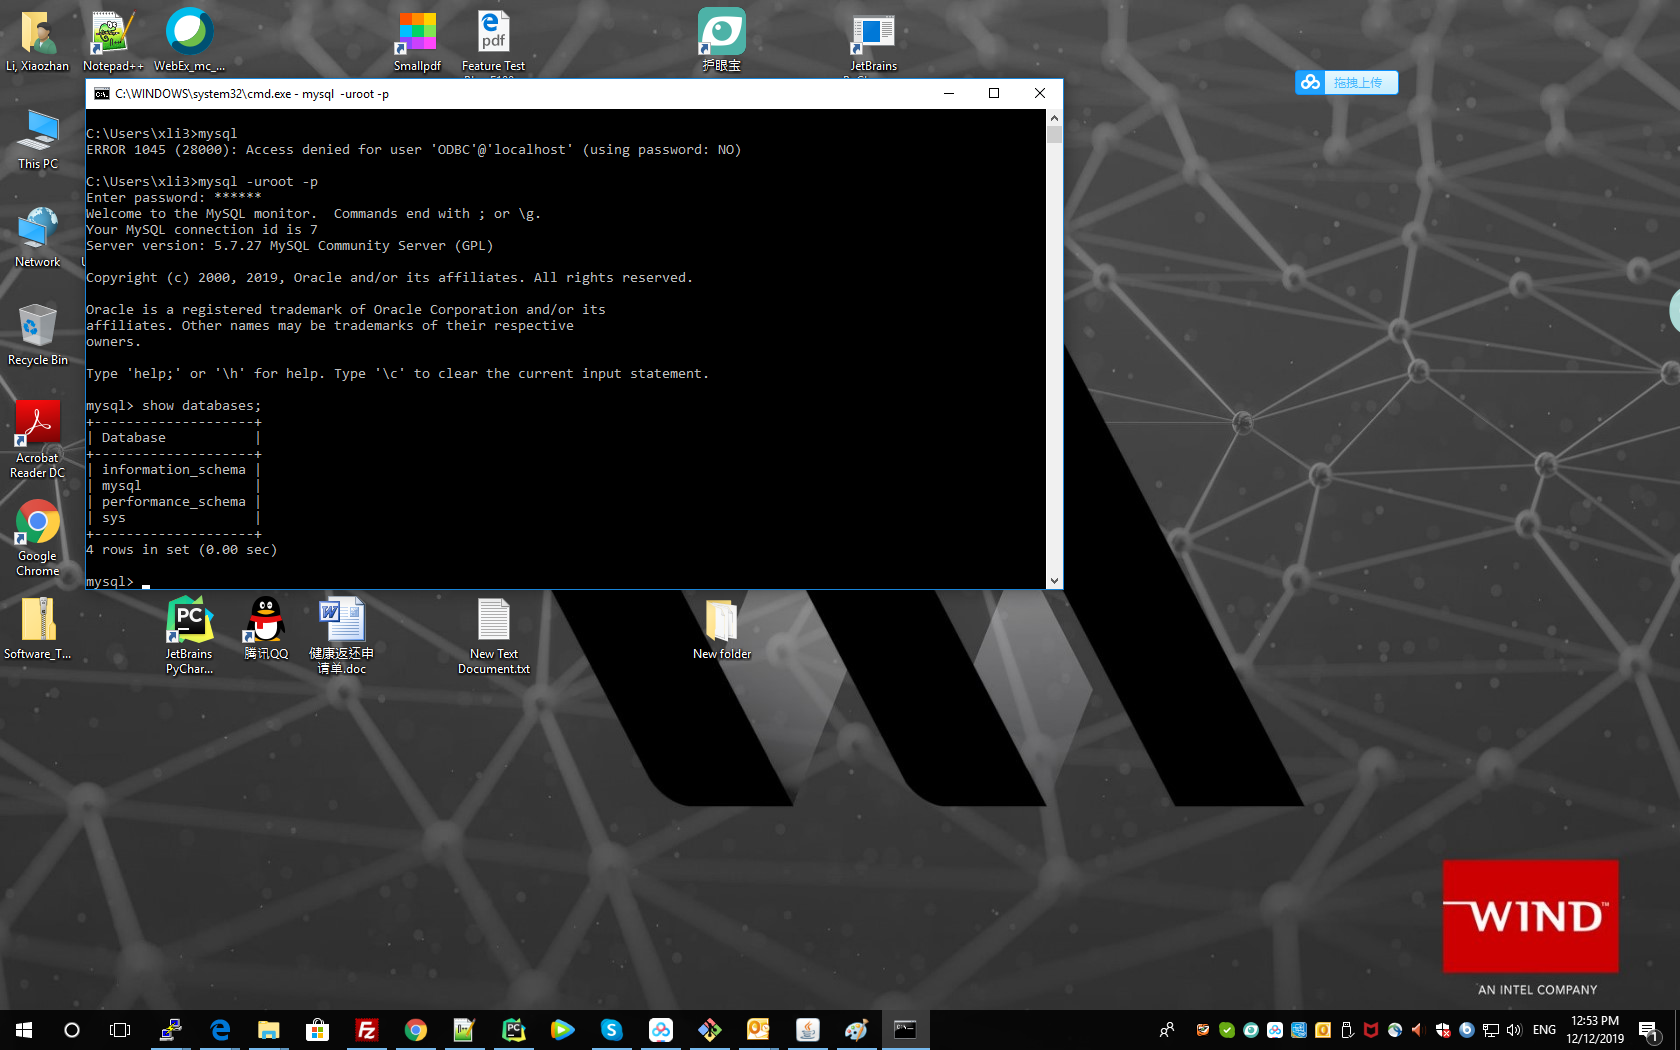 Li, Xiaozhan
Notepad++
WebEx_mc_...
Smallpdf
pdf
Feature Test
护眼宝
JetBrains
拖拽上传
C:\WINDOWS\system32\cmd.exe - mysql  -uroot -p
C:\Users\xli3>mysql
ERROR 1045 (28000): Access denied for user 'ODBC'@'localhost' (using password: NO)
C:\Users\xli3>mysql -uroot -p
Enter password: ******
Welcome to the MySQL monitor.  Commands end with ; or \g.
Your MySQL connection id is 7
Server version: 5.7.27 MySQL Community Server (GPL)
Copyright (c) 2000, 2019, Oracle and/or its affiliates. All rights reserved.
Oracle is a registered trademark of Oracle Corporation and/or its
affiliates. Other names may be trademarks of their respective
owners.
Type 'help;' or '\h' for help. Type '\c' to clear the current input statement.
mysql> show databases;
+--------------------+
| Database           |
+--------------------+
| information_schema |
| mysql              |
| performance_schema |
| sys                |
+--------------------+
4 rows in set (0.00 sec)
mysql>
This PC
Network
Recycle Bin
Acrobat
Reader DC
Google
Chrome
Software_T...
PC
JetBrains
PyChar...
腾讯QQ
健康返还申
请单.doc
New Text
Document.txt
New folder
WIND™
AN INTEL COMPANY
ENG
12:53 PM
12/12/2019
1